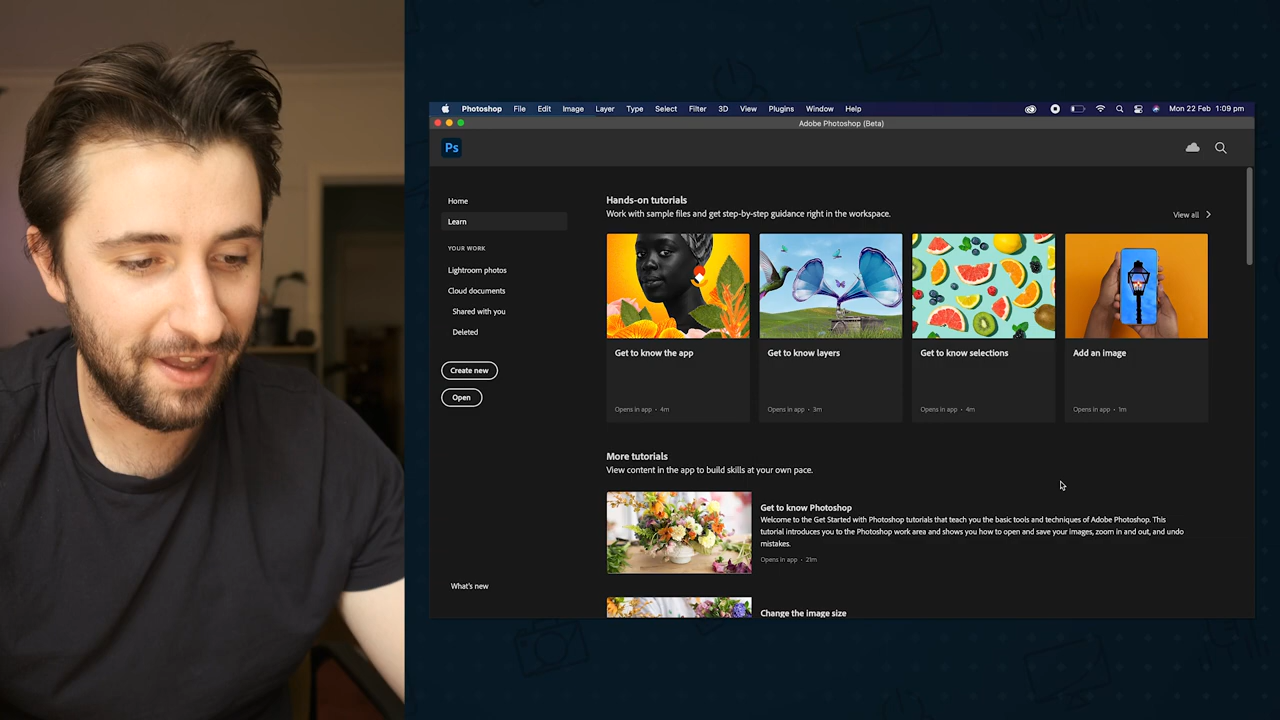 Photoshop File Edit Image Layer Type Select Filter 3D View Plugins Window Help Mon 22 Feb 1:09 pm
Adobe Photoshop (Beta)
Ps
Home
Learn
YOUR WORK
Lightroom photos
Cloud documents
Shared with you
Deleted
Create new
Open
What's new
Hands-on tutorials
Work with sample files and get step-by-step guidance right in the workspace.
View all
Get to know the app
Opens in app • 4m
Get to know layers
Opens in app • 3m
Get to know selections
Opens in app • 4m
Add an image
Opens in app • 1m
More tutorials
View content in the app to build skills at your own pace.
Get to know Photoshop
Welcome to the Get Started with Photoshop tutorials that teach you the basic tools and techniques of Adobe Photoshop. This
tutorial introduces you to the Photoshop work area and shows you how to open and save your images, zoom in and out, and undo
mistakes.
Opens in app • 21m
Change the image size